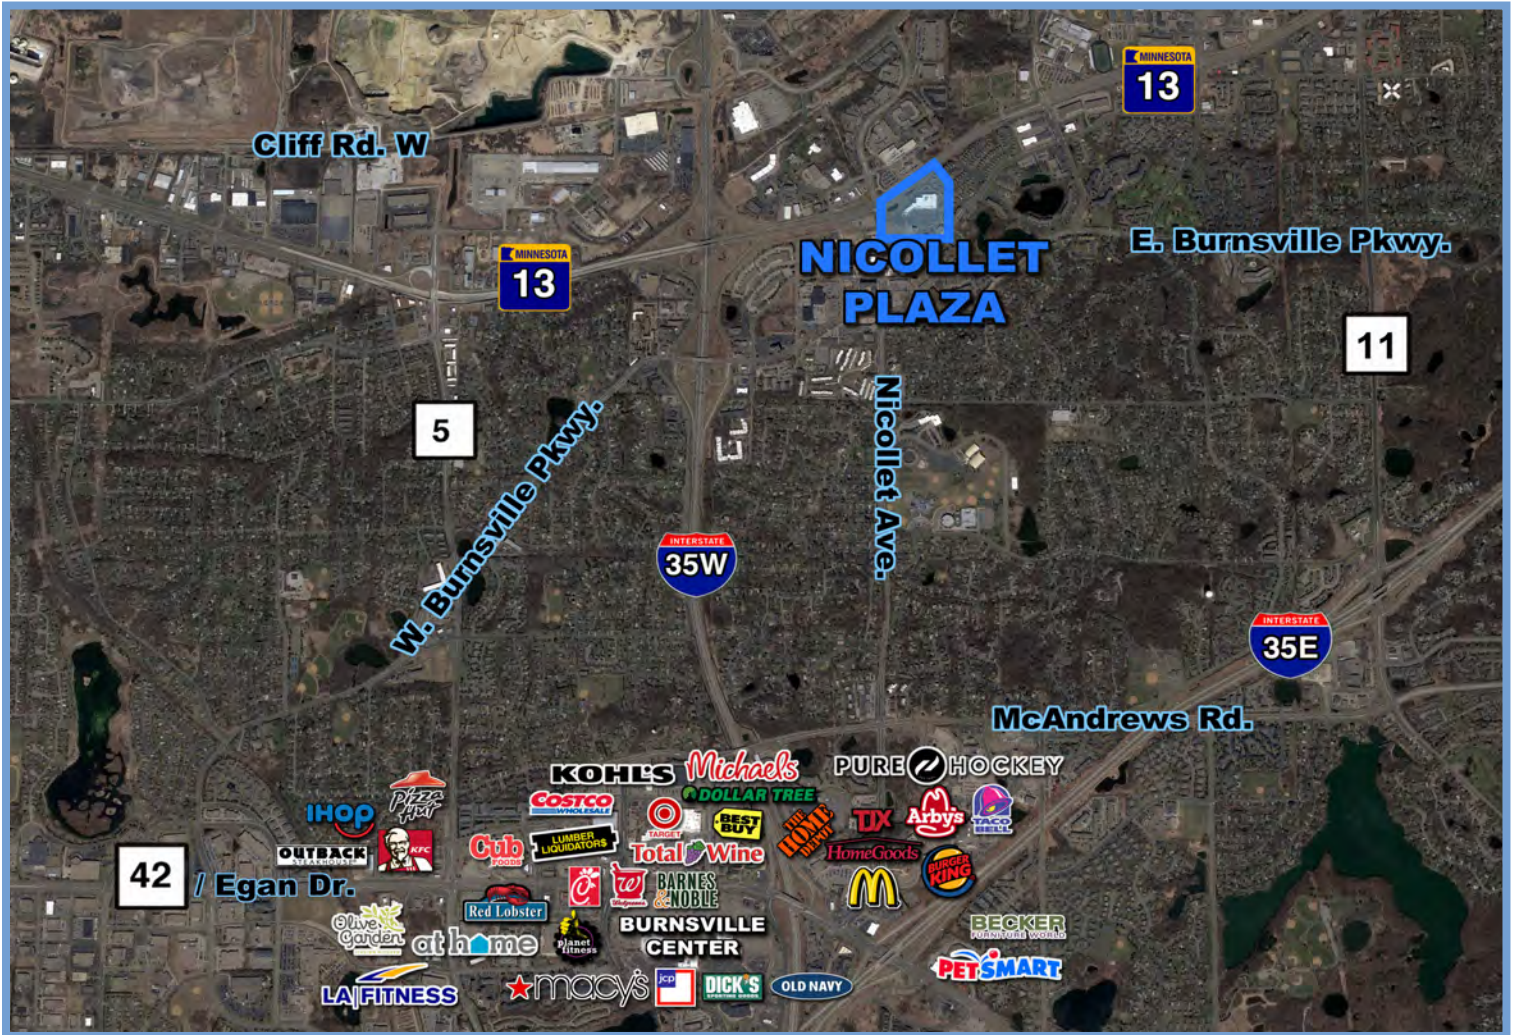 MINNESOTA
13
Cliff Rd. W
MINNESOTA
13
NICOLLET
PLAZA
E. Burnsville Pkwy.
11
5
W. Burnsville Pkwy.
Nicollet Ave.
INTERSTATE
35W
INTERSTATE
35E
McAndrews Rd.
KOHL'S
Michaels
PURE HOCKEY
DOLLAR TREE
IHOP
Pizza
Hut
COSTCO
WHOLESALE
TARGET
BEST
BUY
THE
HOME
DEPOT
TJX
Arby's
TACO
BELL
OUTBACK
STEAKHOUSE
KFC
Cub
FOODS
LUMBER
LIQUIDATORS
Total Wine
HomeGoods
BURGER
KING
42 / Egan Dr.
Red Lobster
W
Walgreens
BARNES
&NOBLE
Olive
Garden
at home
planet
fitness
BURNSVILLE
CENTER
BECKER
FURNITURE WORLD
LA|FITNESS
macy's
jcp
DICK'S
SPORTING GOODS
OLD NAVY
PETSMART